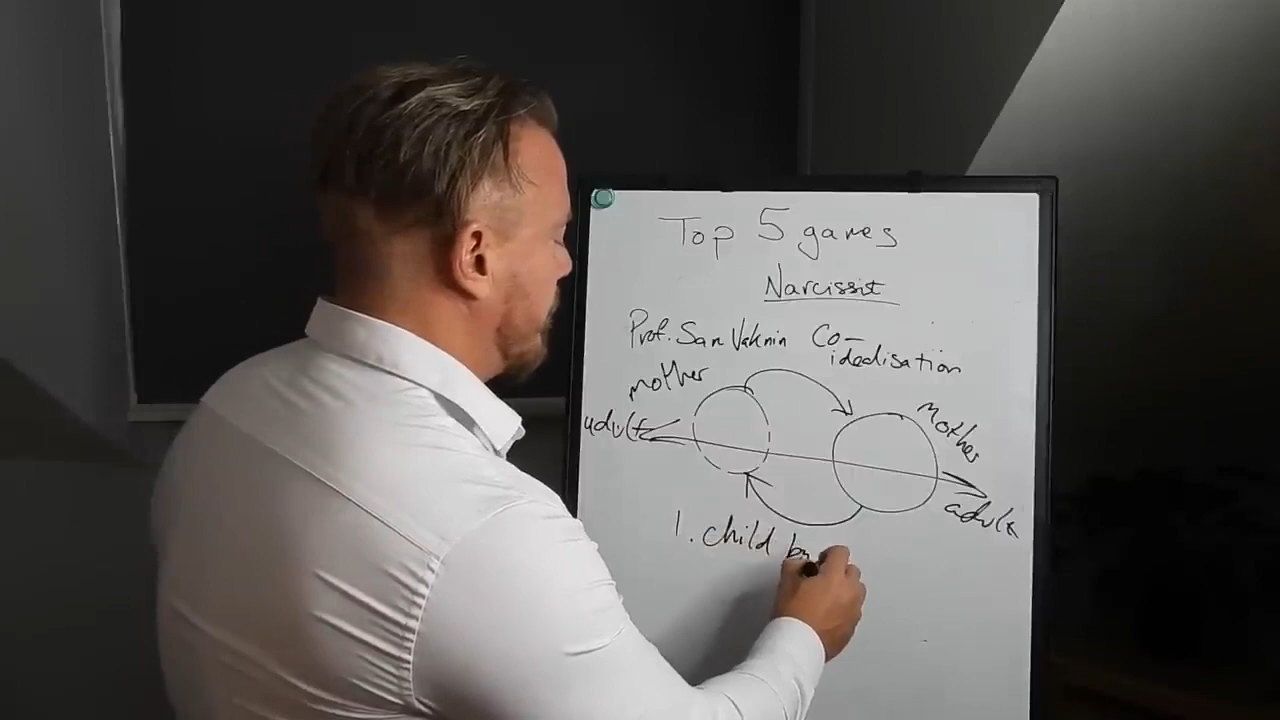 Top 5 games
Narcissist
Prof. Sam Vaknin Co-
idealisation
mother
Mother
adult
adult
1. child